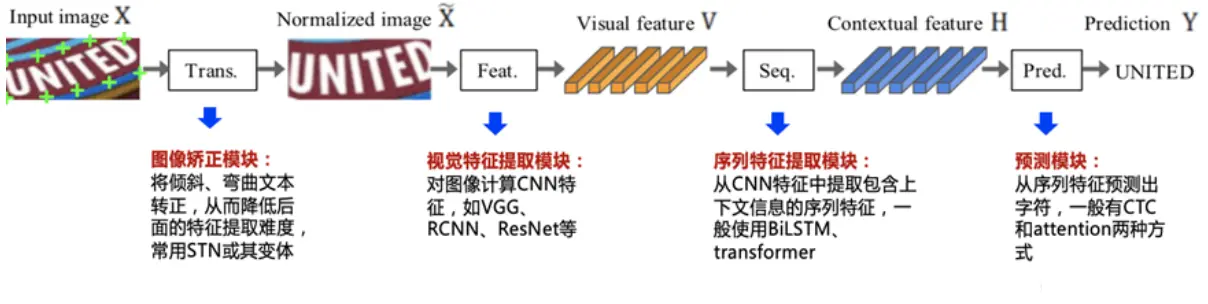 Input image X
Normalized image X̃
Visual feature V
Contextual feature H
Prediction Y
UNITED
Trans.
UNITED
Feat.
Seq.
Pred.
UNITED
图像矫正模块：
将倾斜、弯曲文本
转正，从而降低后
面的特征提取难度，
常用STN或其变体
视觉特征提取模块：
对图像计算CNN特
征，如VGG、
RCNN、ResNet等
序列特征提取模块：
从CNN特征中提取包含上
下文信息的序列特征，一
般使用BiLSTM、
transformer
预测模块：
从序列特征预测出
字符，一般有CTC
和attention两种方
式